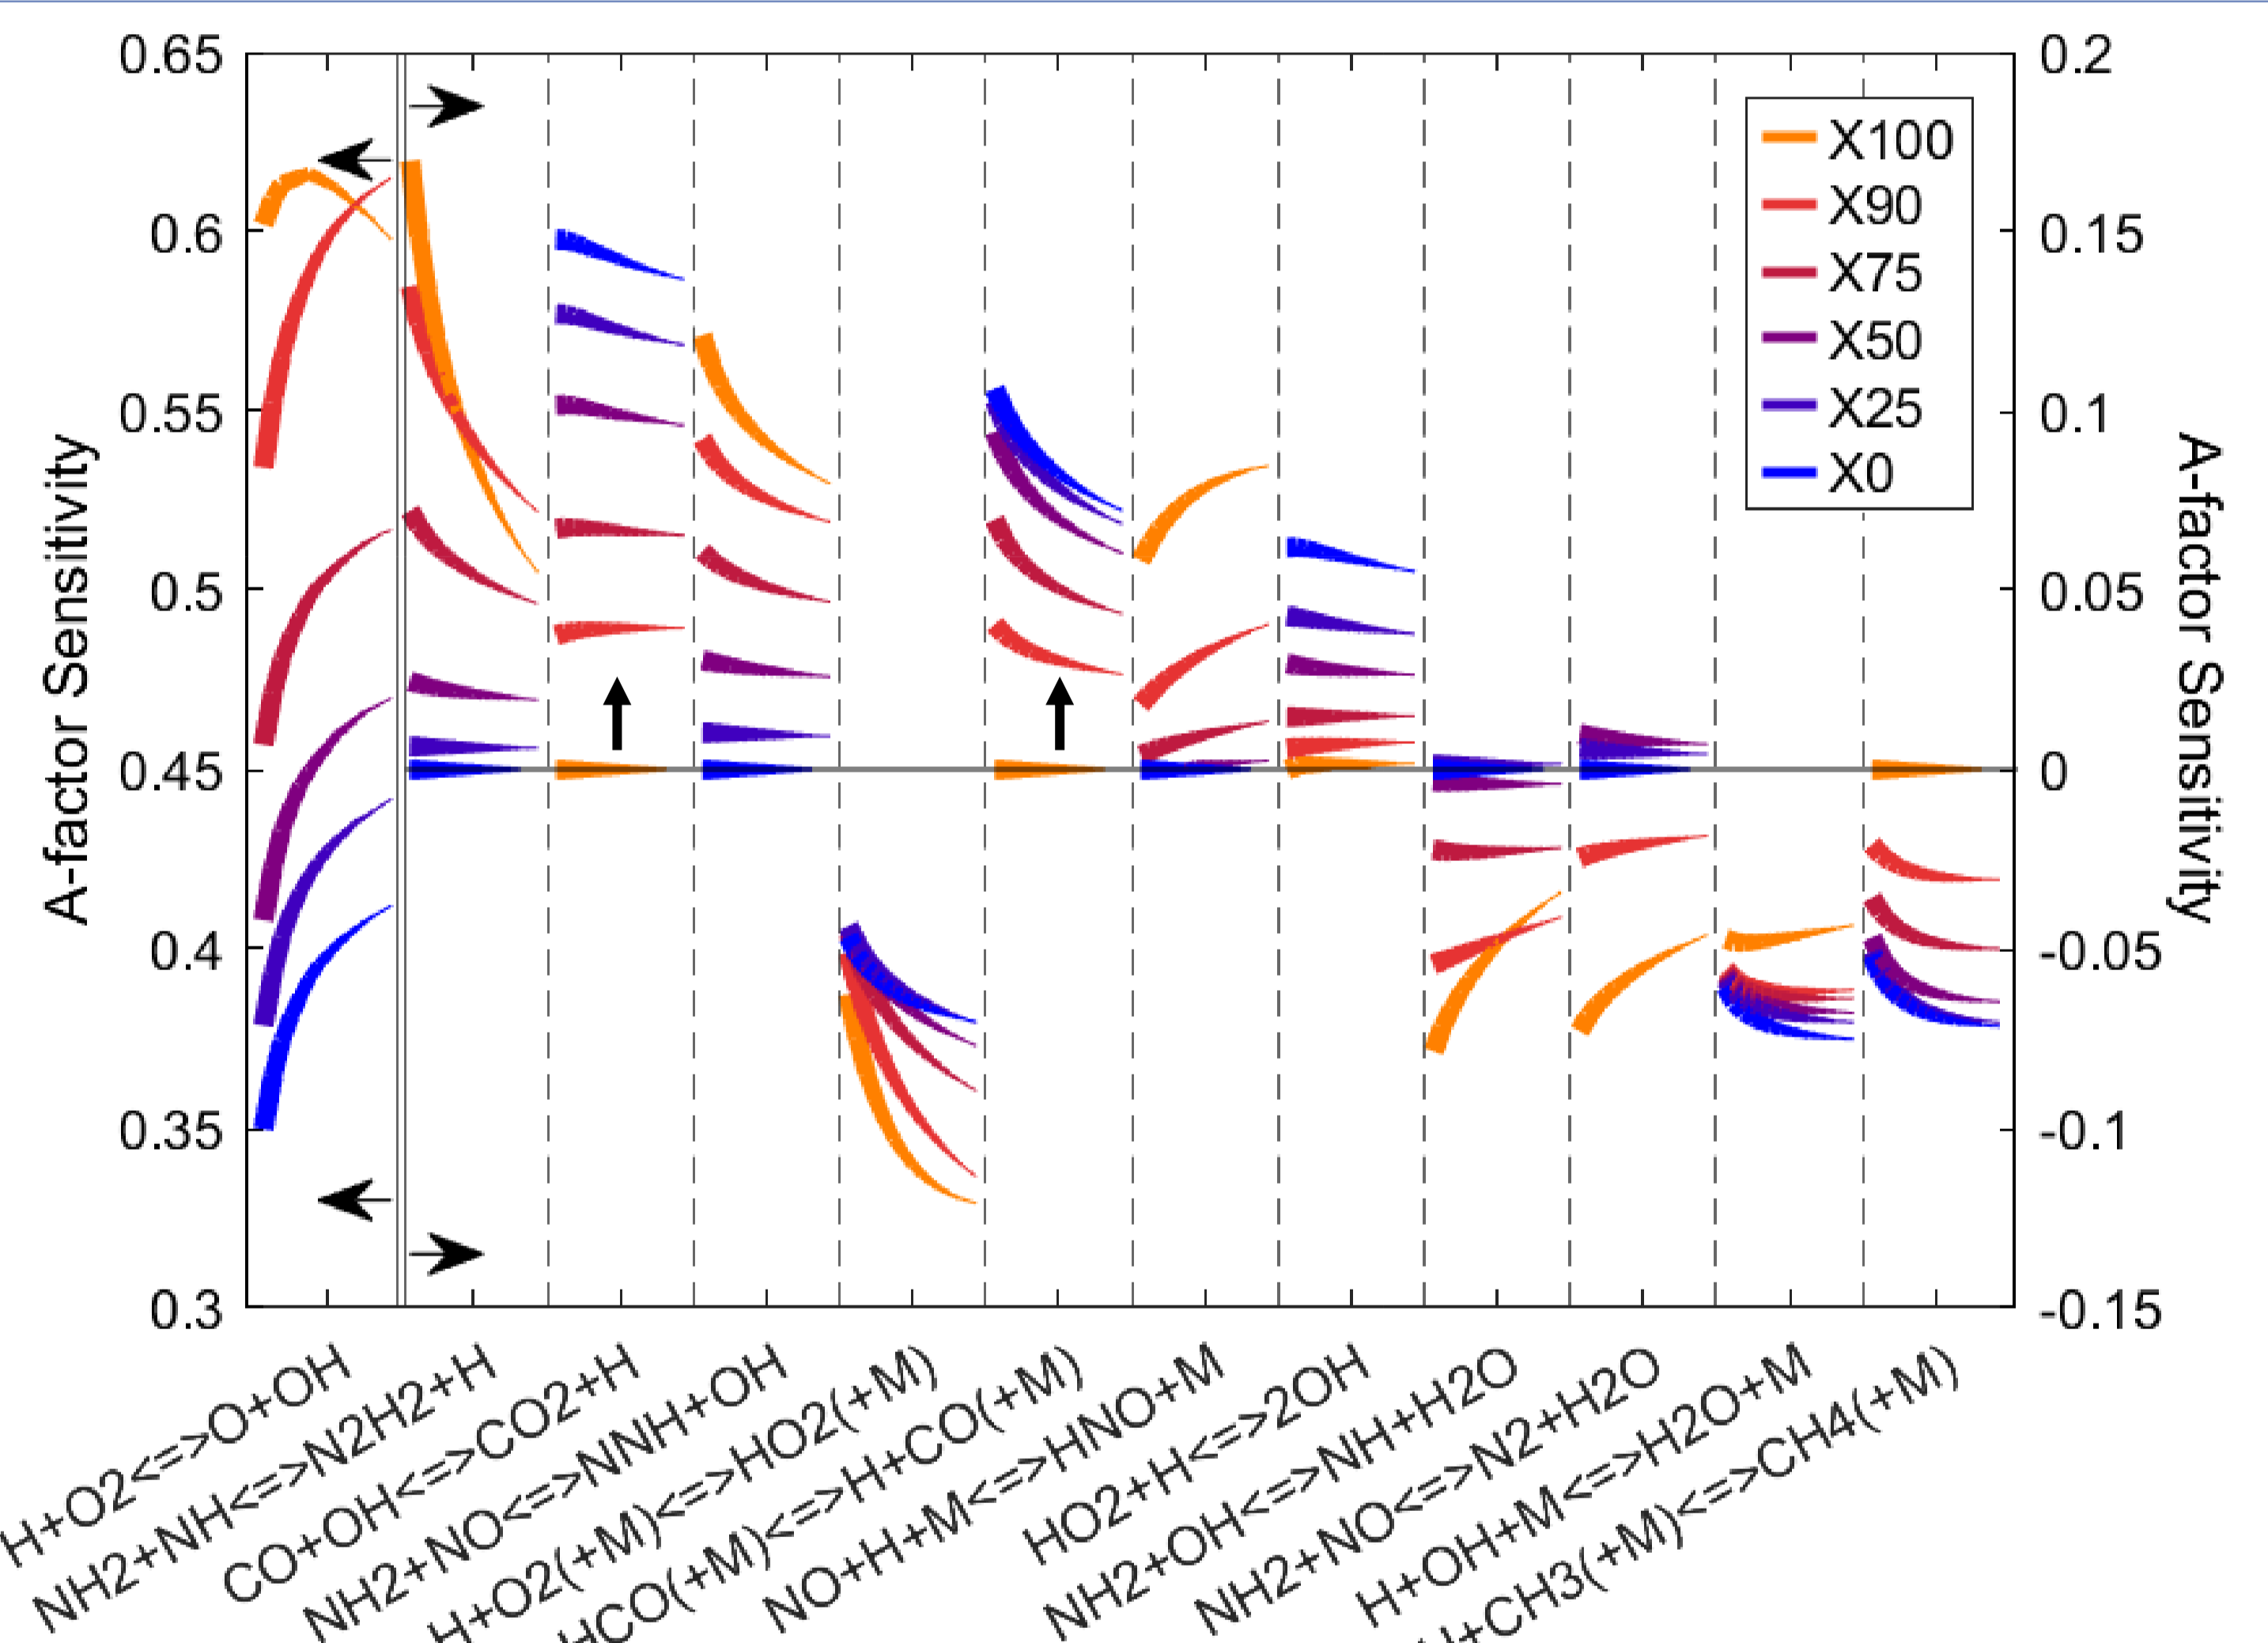 A-factor Sensitivity
0.65
0.6
0.55
0.5
0.45
0.4
0.35
0.3
X100
X90
X75
X50
X25
X0
0.2
0.15
0.1
0.05
0
-0.05
-0.1
-0.15
A-factor Sensitivity
H+O2<=>O+OH
NH2+NH<=>N2H2+H
CO+OH<=>CO2+H
NH2+NO<=>NNH+OH
H+O2(+M)<=>HO2(+M)
HCO(+M)<=>H+CO(+M)
NO+H+M<=>HNO+M
HO2+H<=>2OH
NH2+OH<=>NH+H2O
NH2+NO<=>N2+H2O
H+OH+M<=>H2O+M
H+CH3(+M)<=>CH4(+M)